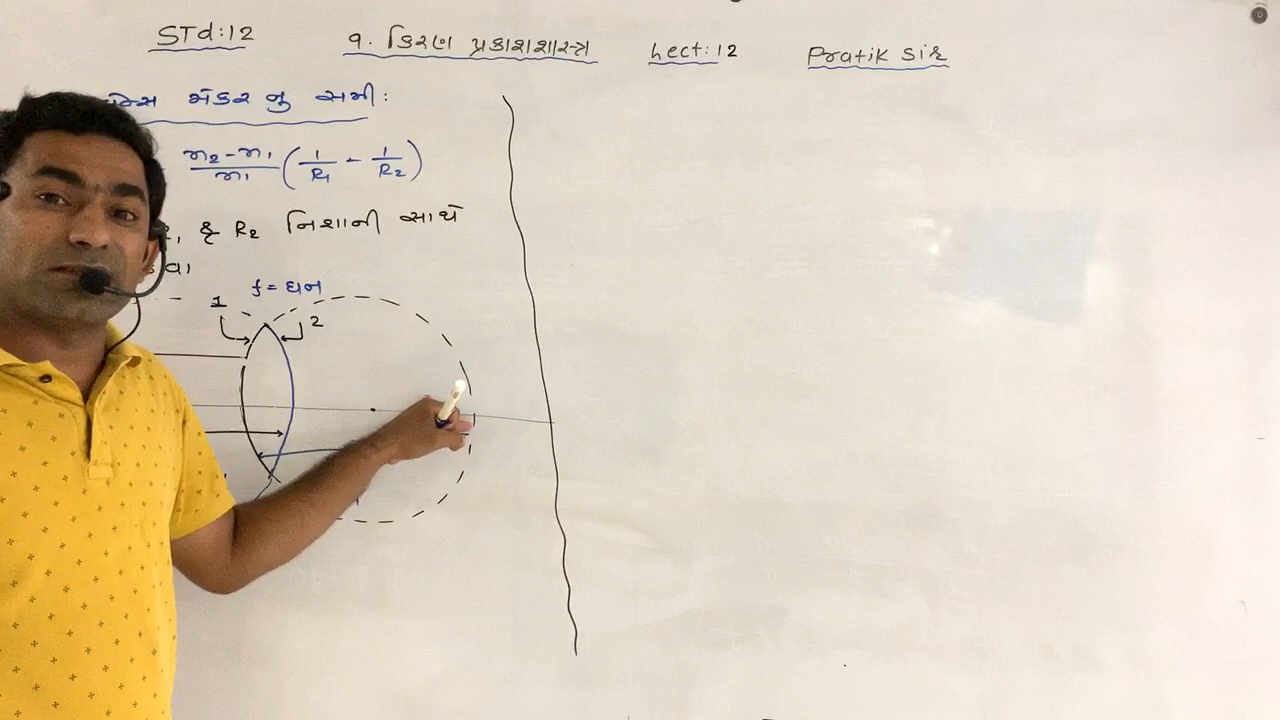 STd:12 ૧. કિરણ પ્રકાશશાસ્ત્ર Lect: 12 Pratik Sir
મેકર નુ સમી:
n₂-n₁/n₁ (1/R₁ - 1/R₂)
R₂ નિશાની સાથે
f = ધન
1
2